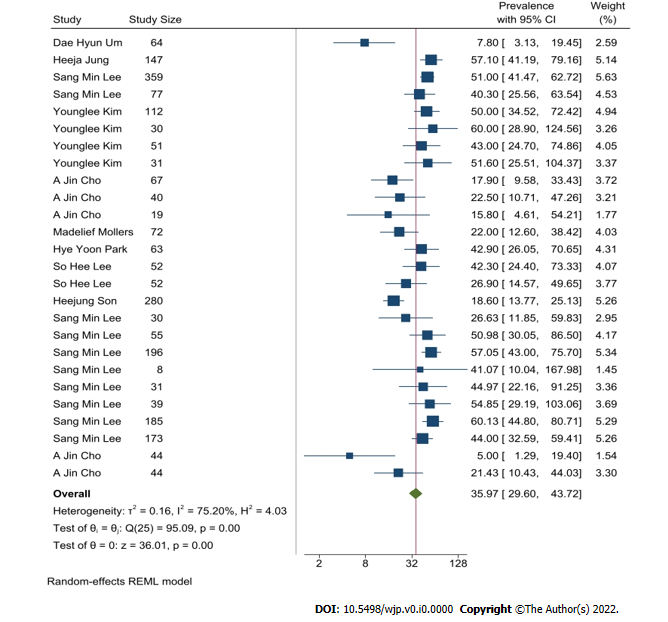 Prevalence Weight
Study Study Size with 95% CI (%)
Dae Hyun Um 64 7.80 [ 3.13, 19.45] 2.59
Heeja Jung 147 57.10 [ 41.19, 79.16] 5.14
Sang Min Lee 359 51.00 [ 41.47, 62.72] 5.63
Sang Min Lee 77 40.30 [ 25.56, 63.54] 4.53
Younglee Kim 112 50.00 [ 34.52, 72.42] 4.94
Younglee Kim 30 60.00 [ 28.90, 124.56] 3.26
Younglee Kim 51 43.00 [ 24.70, 74.86] 4.05
Younglee Kim 31 51.60 [ 25.51, 104.37] 3.37
A Jin Cho 67 17.90 [ 9.58, 33.43] 3.72
A Jin Cho 40 22.50 [ 10.71, 47.26] 3.21
A Jin Cho 19 15.80 [ 4.61, 54.21] 1.77
Madelief Mollers 72 22.00 [ 12.60, 38.42] 4.03
Hye Yoon Park 63 42.90 [ 26.05, 70.65] 4.31
So Hee Lee 52 42.30 [ 24.40, 73.33] 4.07
So Hee Lee 52 26.90 [ 14.57, 49.65] 3.77
Heejung Son 280 18.60 [ 13.77, 25.13] 5.26
Sang Min Lee 30 26.63 [ 11.85, 59.83] 2.95
Sang Min Lee 55 50.98 [ 30.05, 86.50] 4.17
Sang Min Lee 196 57.05 [ 43.00, 75.70] 5.34
Sang Min Lee 8 41.07 [ 10.04, 167.98] 1.45
Sang Min Lee 31 44.97 [ 22.16, 91.25] 3.36
Sang Min Lee 39 54.85 [ 29.19, 103.06] 3.69
Sang Min Lee 185 60.13 [ 44.80, 80.71] 5.29
Sang Min Lee 173 44.00 [ 32.59, 59.41] 5.26
A Jin Cho 44 5.00 [ 1.29, 19.40] 1.54
A Jin Cho 44 21.43 [ 10.43, 44.03] 3.30
Overall 35.97 [ 29.60, 43.72]
Heterogeneity: τ² = 0.16, I² = 75.20%, H² = 4.03
Test of θᵢ = θⱼ: Q(25) = 95.09, p = 0.00
Test of θ = 0: z = 36.01, p = 0.00
2 8 32 128
Random-effects REML model
DOI: 10.5498/wjp.v0.i0.0000 Copyright ©The Author(s) 2022.